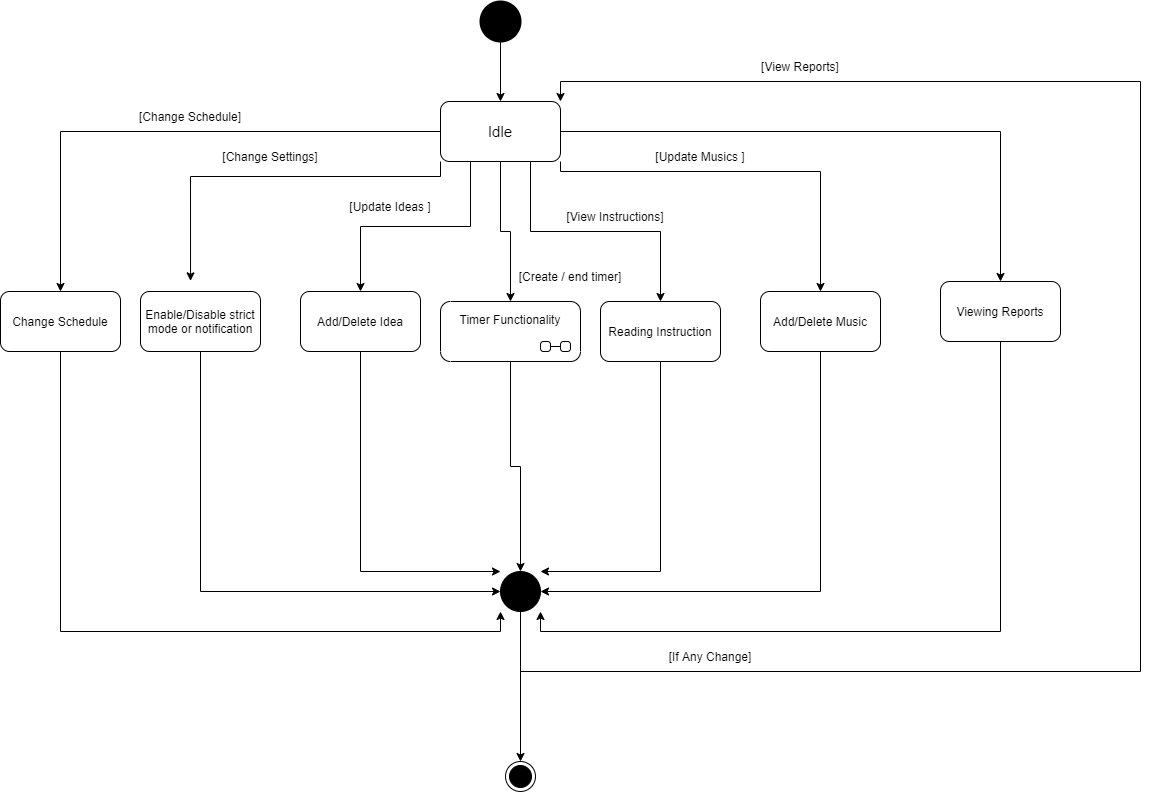 [View Reports]
[Change Schedule]
Idle
[Change Settings]
[Update Musics ]
[Update Ideas ]
[View Instructions]
[Create / end timer]
Change Schedule
Enable/Disable strict
mode or notification
Add/Delete Idea
Timer Functionality
Reading Instruction
Add/Delete Music
Viewing Reports
[If Any Change]